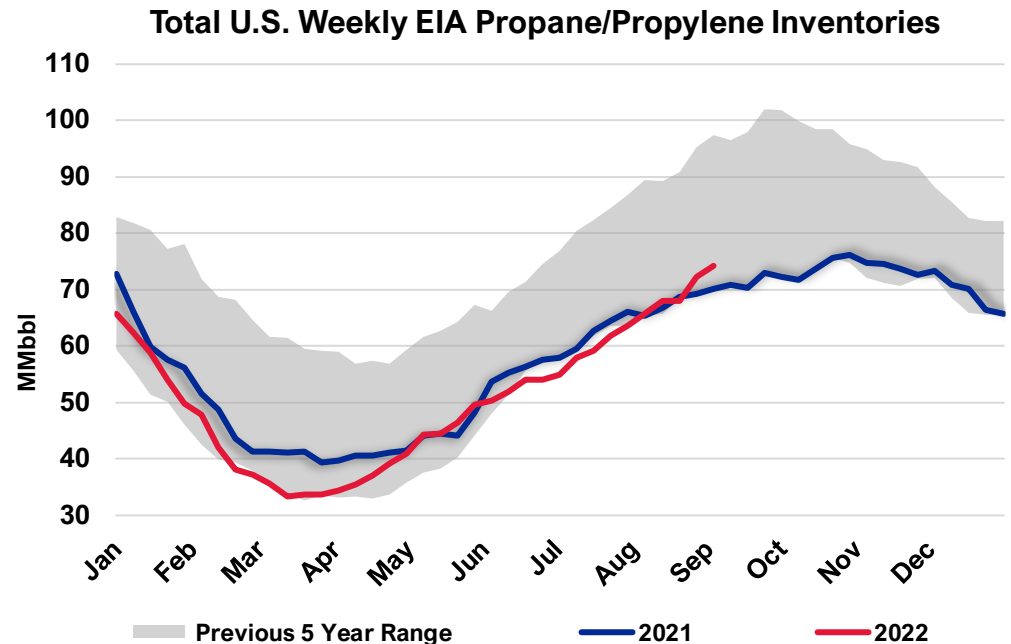 Total U.S. Weekly EIA Propane/Propylene Inventories
110
100
90
80
70
60
50
40
30
MMbbl
Jan Feb Mar Apr May Jun Jul Aug Sep Oct Nov Dec
Previous 5 Year Range 2021 2022